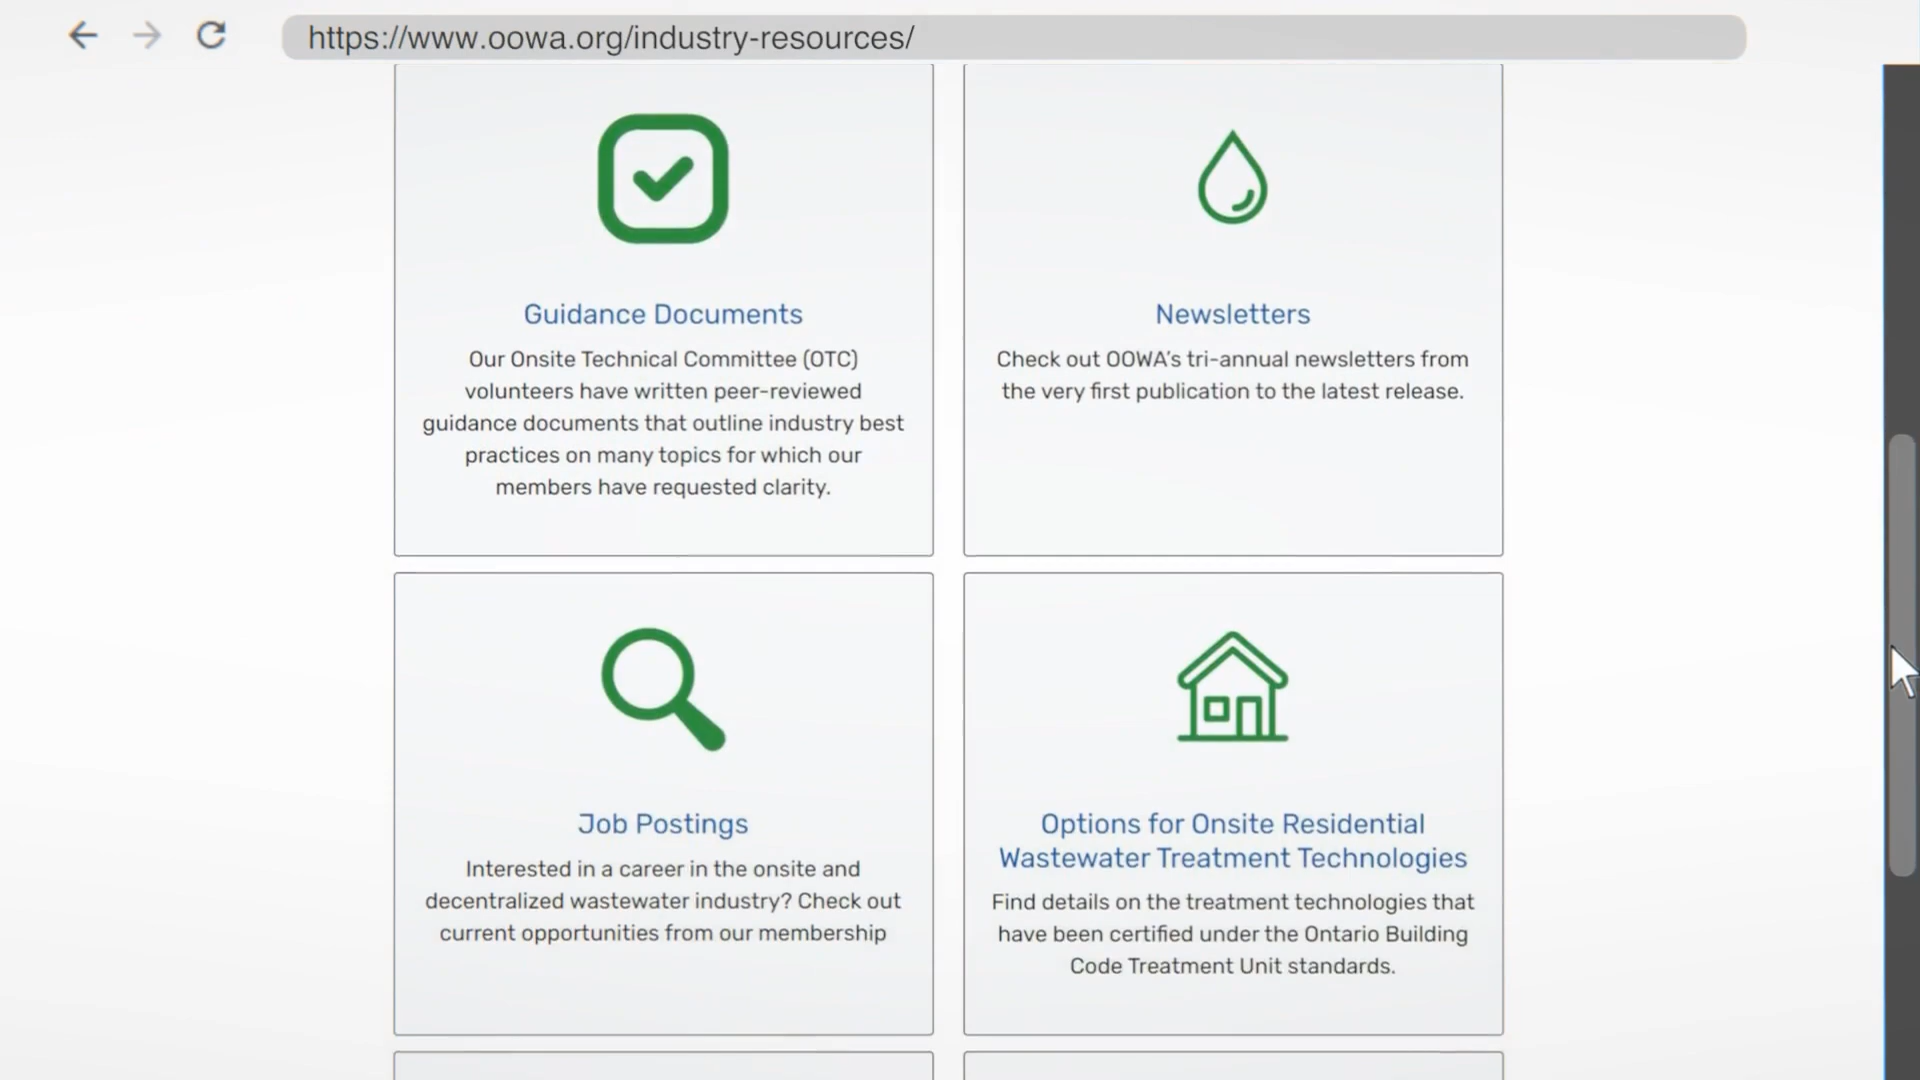 https://www.oowa.org/industry-resources/
Guidance Documents
Our Onsite Technical Committee (OTC)
volunteers have written peer-reviewed
guidance documents that outline industry best
practices on many topics for which our
members have requested clarity.
Newsletters
Check out OOWA's tri-annual newsletters from
the very first publication to the latest release.
Job Postings
Interested in a career in the onsite and
decentralized wastewater industry? Check out
current opportunities from our membership
Options for Onsite Residential
Wastewater Treatment Technologies
Find details on the treatment technologies that
have been certified under the Ontario Building
Code Treatment Unit standards.